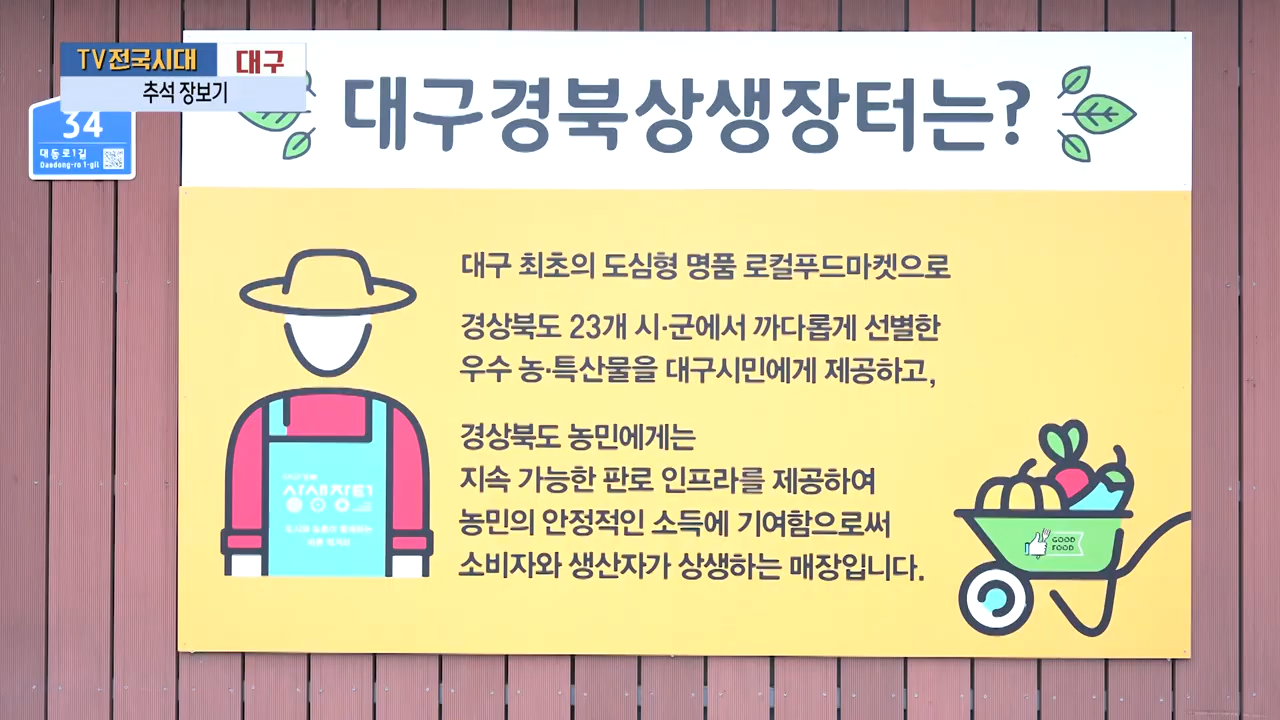 TV전국시대 대구
추석 장보기
34
대동로1길
Daedong-ro 1-gil
대구경북상생장터는?
대구 최초의 도심형 명품 로컬푸드마켓으로
경상북도 23개 시·군에서 까다롭게 선별한
우수 농·특산물을 대구시민에게 제공하고,
경상북도 농민에게는
지속 가능한 판로 인프라를 제공하여
농민의 안정적인 소득에 기여함으로써
소비자와 생산자가 상생하는 매장입니다.
상생장터
GOOD
FOOD